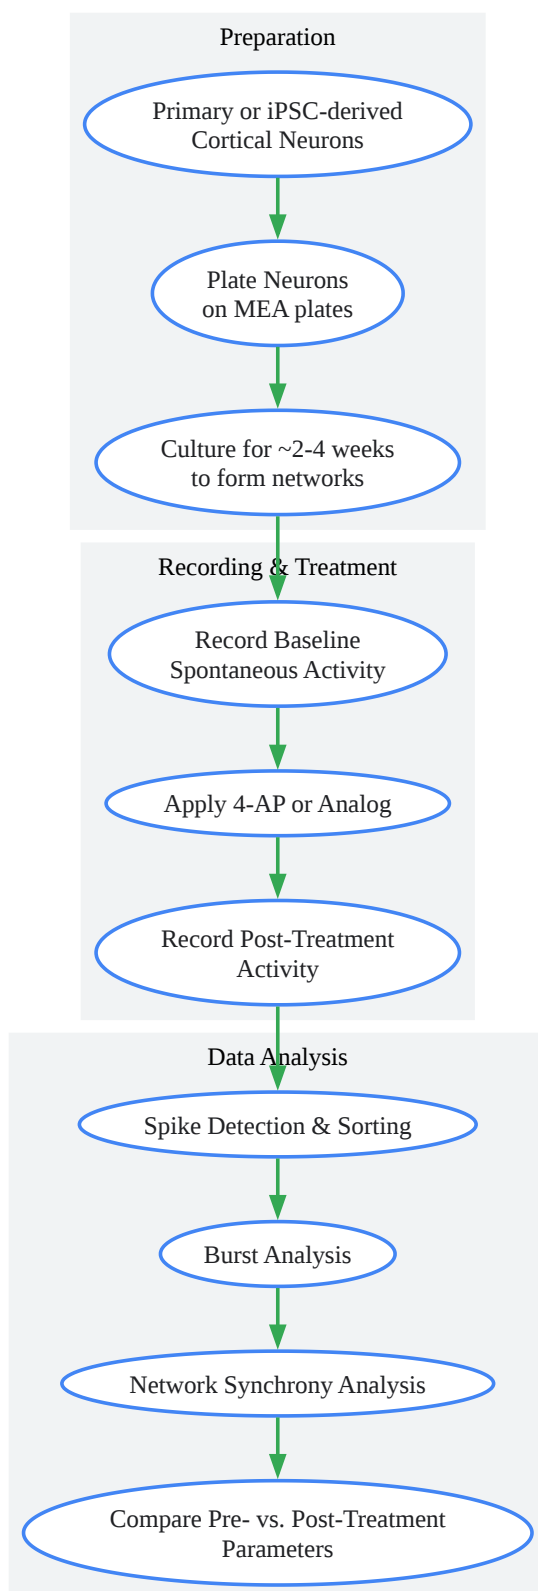 Preparation
Primary or iPSC-derived
Cortical Neurons
Plate Neurons
on MEA plates
Culture for ~2-4 weeks
to form networks
Recording & Treatment
Record Baseline
Spontaneous Activity
Apply 4-AP or Analog
Record Post-Treatment
Activity
Data Analysis
Spike Detection & Sorting
Burst Analysis
Network Synchrony Analysis
Compare Pre- vs. Post-Treatment
Parameters